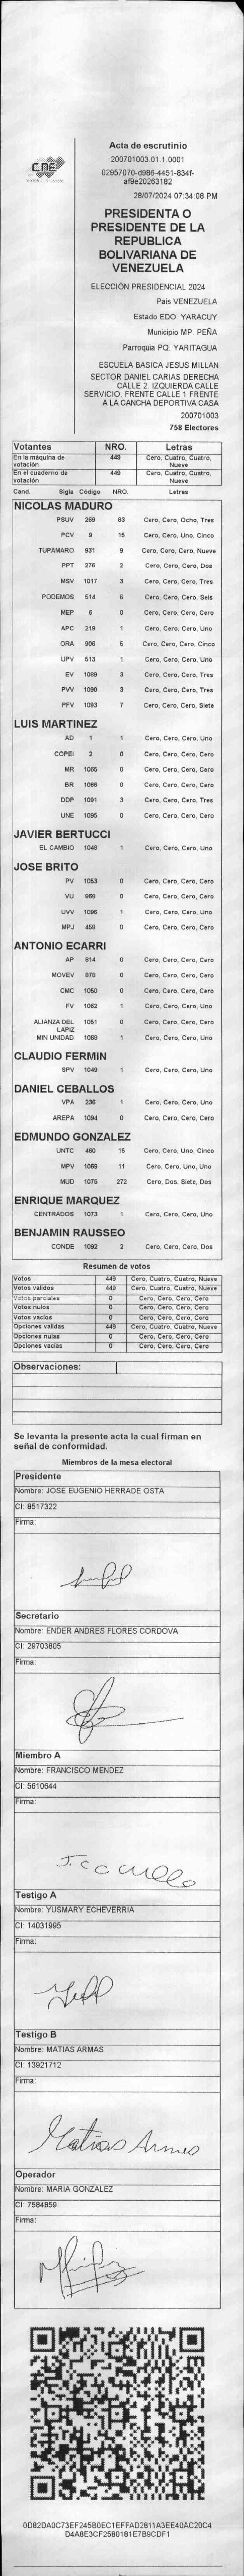 CNE
Acta de escrutinio
200701003.01.1.0001
02957070-d986-4451-834f-
af9e20263182
28/07/2024 07:34:08 PM
PRESIDENTA O
PRESIDENTE DE LA
REPUBLICA
BOLIVARIANA DE
VENEZUELA
ELECCIÓN PRESIDENCIAL 2024
Pais VENEZUELA
Estado EDO. YARACUY
Municipio MP. PEÑA
Parroquia PQ. YARITAGUA
ESCUELA BASICA JESUS MILLAN
SECTOR DANIEL CARIAS DERECHA
CALLE 2. IZQUIERDA CALLE
SERVICIO. FRENTE CALLE 1 FRENTE
A LA CANCHA DEPORTIVA CASA
200701003
758 Electores
Votantes NRO. Letras
En la máquina de votación 449 Cero, Cuatro, Cuatro, Nueve
En el cuaderno de votación 449 Cero, Cuatro, Cuatro, Nueve
Cand. Sigla Código NRO. Letras
NICOLAS MADURO
PSUV 269 83 Cero, Cero, Ocho, Tres
PCV 9 15 Cero, Cero, Uno, Cinco
TUPAMARO 931 9 Cero, Cero, Cero, Nueve
PPT 276 2 Cero, Cero, Cero, Dos
MSV 1017 3 Cero, Cero, Cero, Tres
PODEMOS 514 6 Cero, Cero, Cero, Seis
MEP 6 0 Cero, Cero, Cero, Cero
APC 219 1 Cero, Cero, Cero, Uno
ORA 906 5 Cero, Cero, Cero, Cinco
UPV 513 1 Cero, Cero, Cero, Uno
EV 1089 3 Cero, Cero, Cero, Tres
PVV 1090 3 Cero, Cero, Cero, Tres
PFV 1093 7 Cero, Cero, Cero, Siete
LUIS MARTINEZ
AD 1 1 Cero, Cero, Cero, Uno
COPEI 2 0 Cero, Cero, Cero, Cero
MR 1065 0 Cero, Cero, Cero, Cero
BR 1066 0 Cero, Cero, Cero, Cero
DDP 1091 3 Cero, Cero, Cero, Tres
UNE 1095 0 Cero, Cero, Cero, Cero
JAVIER BERTUCCI
EL CAMBIO 1048 1 Cero, Cero, Cero, Uno
JOSE BRITO
PV 1053 0 Cero, Cero, Cero, Cero
VU 868 0 Cero, Cero, Cero, Cero
UVV 1096 1 Cero, Cero, Cero, Uno
MPJ 459 0 Cero, Cero, Cero, Cero
ANTONIO ECARRI
AP 814 0 Cero, Cero, Cero, Cero
MOVEV 879 0 Cero, Cero, Cero, Cero
CMC 1050 0 Cero, Cero, Cero, Cero
FV 1062 1 Cero, Cero, Cero, Uno
ALIANZA DEL LAPIZ 1051 0 Cero, Cero, Cero, Cero
MIN UNIDAD 1069 1 Cero, Cero, Cero, Uno
CLAUDIO FERMIN
SPV 1049 1 Cero, Cero, Cero, Uno
DANIEL CEBALLOS
VPA 236 1 Cero, Cero, Cero, Uno
AREPA 1094 0 Cero, Cero, Cero, Cero
EDMUNDO GONZALEZ
UNTC 460 15 Cero, Cero, Uno, Cinco
MPV 1069 11 Cero, Cero, Uno, Uno
MUD 1075 272 Cero, Dos, Siete, Dos
ENRIQUE MARQUEZ
CENTRADOS 1073 1 Cero, Cero, Cero, Uno
BENJAMIN RAUSSEO
CONDE 1092 2 Cero, Cero, Cero, Dos
Resumen de votos
Votos 449 Cero, Cuatro, Cuatro, Nueve
Votos validos 449 Cero, Cuatro, Cuatro, Nueve
Votos parciales 0 Cero, Cero, Cero, Cero
Votos nulos 0 Cero, Cero, Cero, Cero
Votos vacios 0 Cero, Cero, Cero, Cero
Opciones validas 449 Cero, Cuatro, Cuatro, Nueve
Opciones nulas 0 Cero, Cero, Cero, Cero
Opciones vacias 0 Cero, Cero, Cero, Cero
Observaciones:
Se levanta la presente acta la cual firman en
señal de conformidad.
Miembros de la mesa electoral
Presidente
Nombre: JOSE EUGENIO HERRADE OSTA
CI: 8517322
Firma:
Secretario
Nombre: ENDER ANDRES FLORES CORDOVA
CI: 29703805
Firma:
Miembro A
Nombre: FRANCISCO MENDEZ
CI: 5610644
Firma:
Testigo A
Nombre: YUSMARY ECHEVERRIA
CI: 14031995
Firma:
Testigo B
Nombre: MATIAS ARMAS
CI: 13921712
Firma:
Matias Armas
Operador
Nombre: MARIA GONZALEZ
CI: 7584859
Firma:
0D82DA0C73EF245B0EC1EFFAD2811A3EE40AC20C4
D4A8E3CF2580181E7B9CDF1